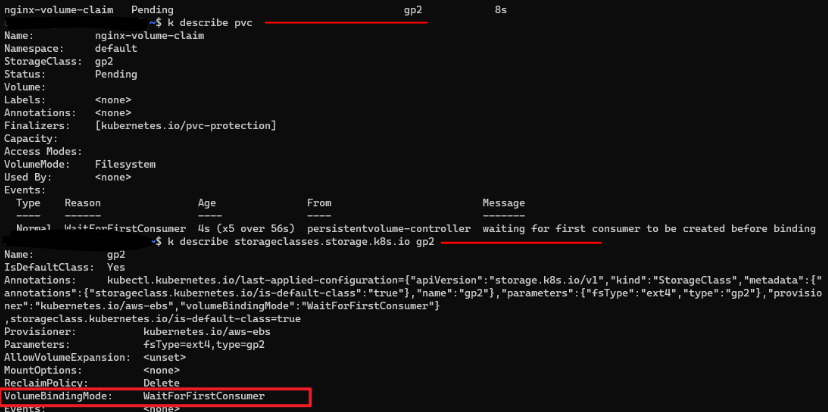 nginx-volume-claim   Pending                                      gp2            8s
~$ k describe pvc
Name:          nginx-volume-claim
Namespace:     default
StorageClass:  gp2
Status:        Pending
Volume:
Labels:        <none>
Annotations:   <none>
Finalizers:    [kubernetes.io/pvc-protection]
Capacity:
Access Modes:
VolumeMode:    Filesystem
Used By:       <none>
Events:
  Type    Reason                Age                From                         Message
  ----    ------                ----               ----                         -------
  Normal  WaitForFirstConsumer  4s (x5 over 56s)  persistentvolume-controller  waiting for first consumer to be created before binding
~$ k describe storageclasses.storage.k8s.io gp2
Name:            gp2
IsDefaultClass:  Yes
Annotations:     kubectl.kubernetes.io/last-applied-configuration={"apiVersion":"storage.k8s.io/v1","kind":"StorageClass","metadata":{"
annotations":{"storageclass.kubernetes.io/is-default-class":"true"},"name":"gp2"},"parameters":{"fsType":"ext4","type":"gp2"},"provisio
ner":"kubernetes.io/aws-ebs","volumeBindingMode":"WaitForFirstConsumer"}
,storageclass.kubernetes.io/is-default-class=true
Provisioner:           kubernetes.io/aws-ebs
Parameters:            fsType=ext4,type=gp2
AllowVolumeExpansion:  <unset>
MountOptions:          <none>
ReclaimPolicy:         Delete
VolumeBindingMode:     WaitForFirstConsumer
Events:                <none>